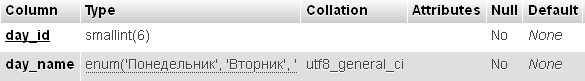 Column Type Collation Attributes Null Default
day_id smallint(6) No None
day_name enum('Понедельник', 'Вторник', ' utf8_general_ci No None